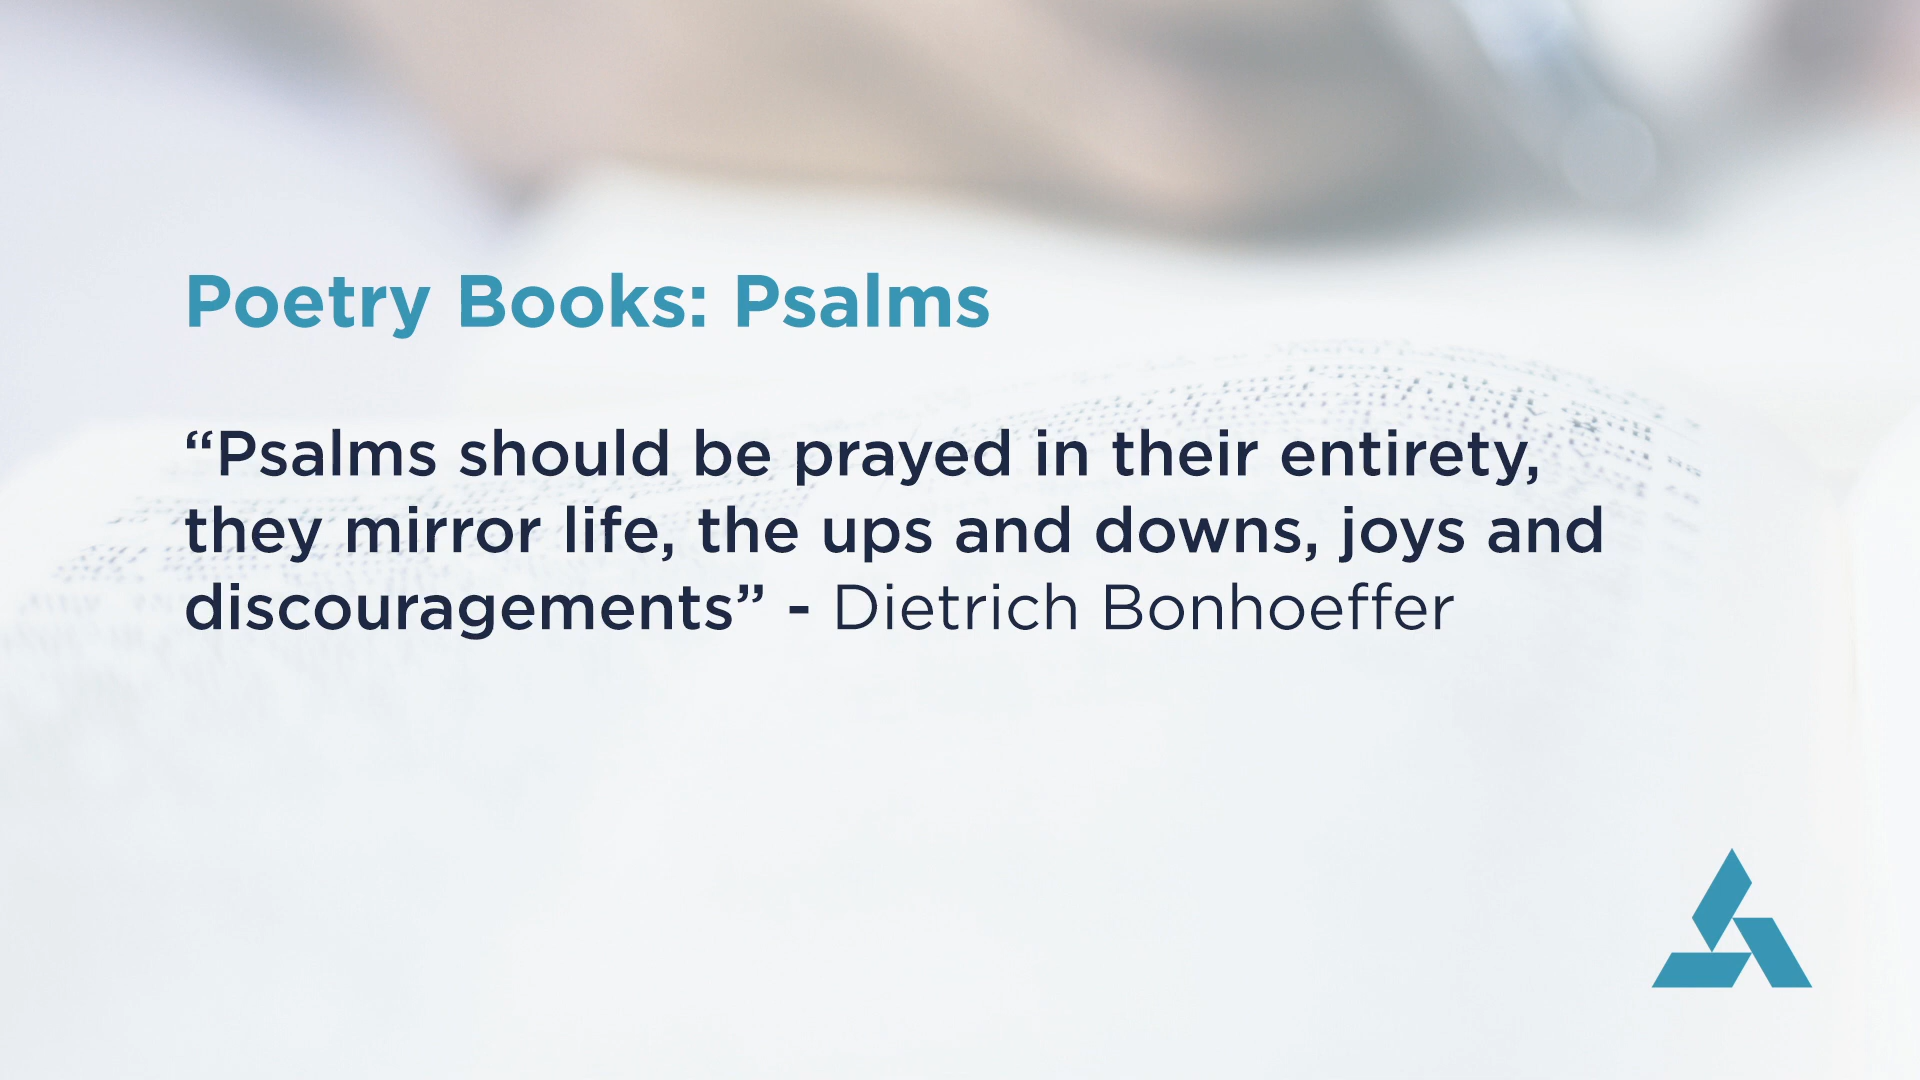 Poetry Books: Psalms
“Psalms should be prayed in their entirety,
they mirror life, the ups and downs, joys and
discouragements” - Dietrich Bonhoeffer